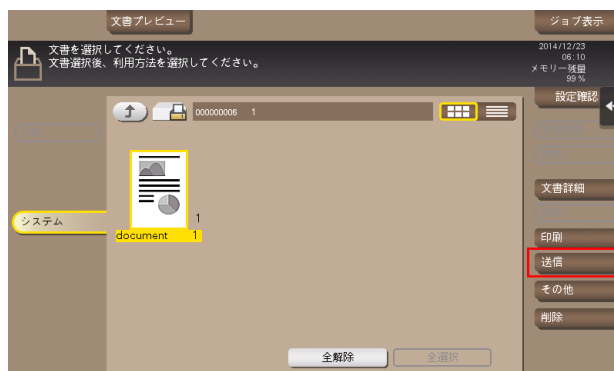 文書プレビュー
ジョブ表示
文書を選択してください。
文書選択後、利用方法を選択してください。
2014/12/23
06:10
メモリー残量
99 %
設定確認
000000006 1
文書詳細
システム
1
document 1
印刷
送信
その他
削除
全解除
全選択